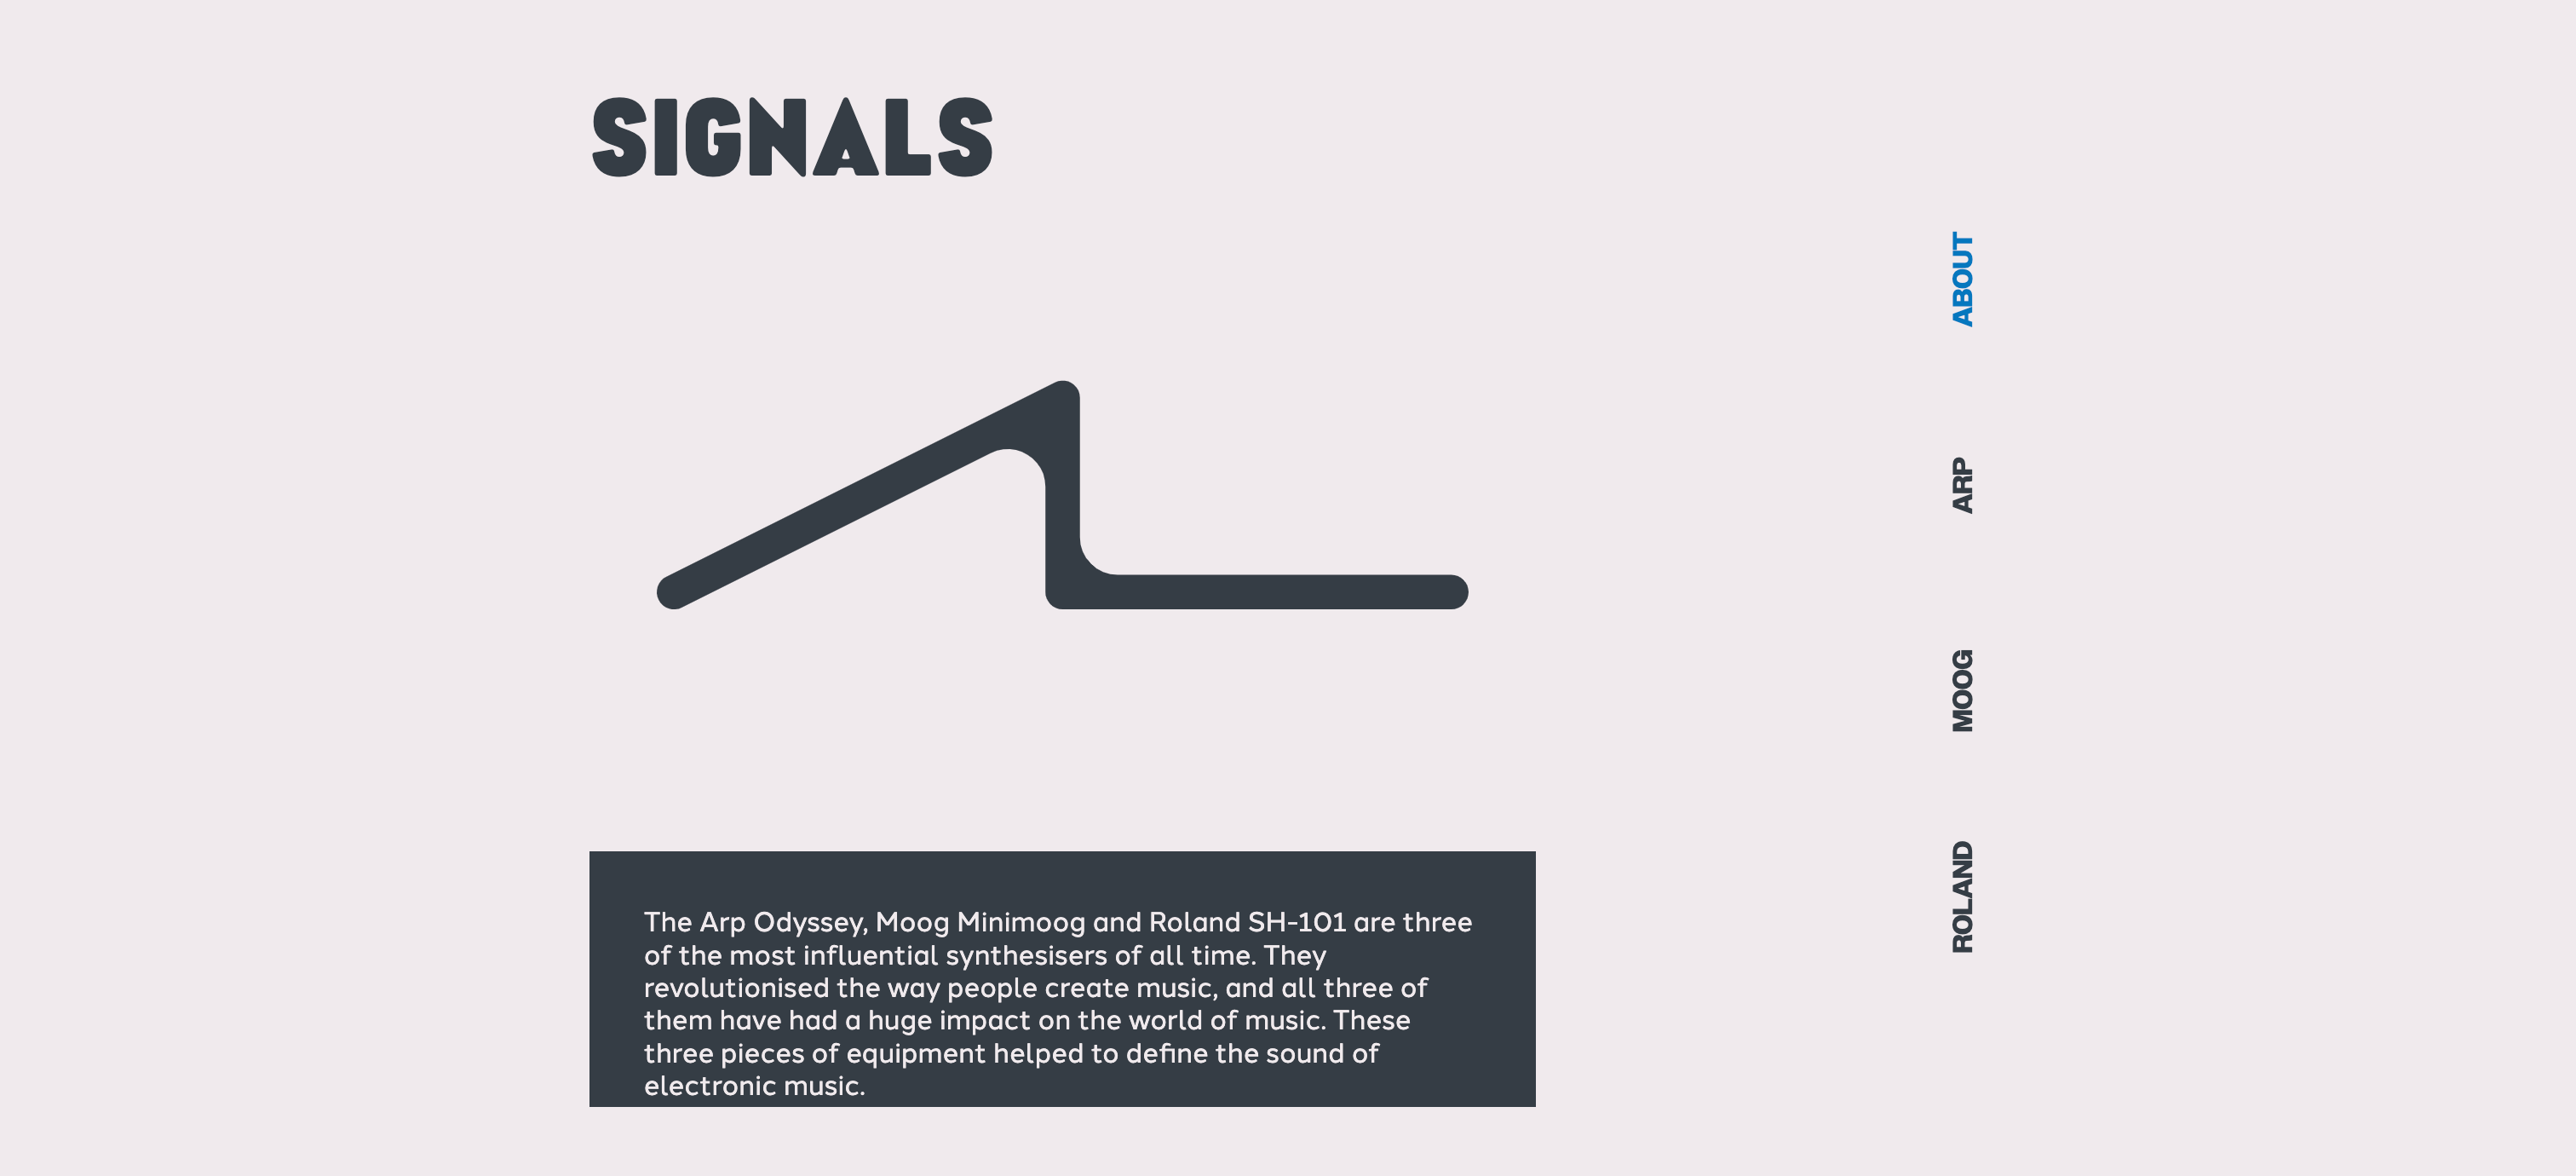 SIGNALS
ABOUT
ARP
MOOG
ROLAND
The Arp Odyssey, Moog Minimoog and Roland SH-101 are three
of the most influential synthesisers of all time. They
revolutionised the way people create music, and all three of
them have had a huge impact on the world of music. These
three pieces of equipment helped to define the sound of
electronic music.